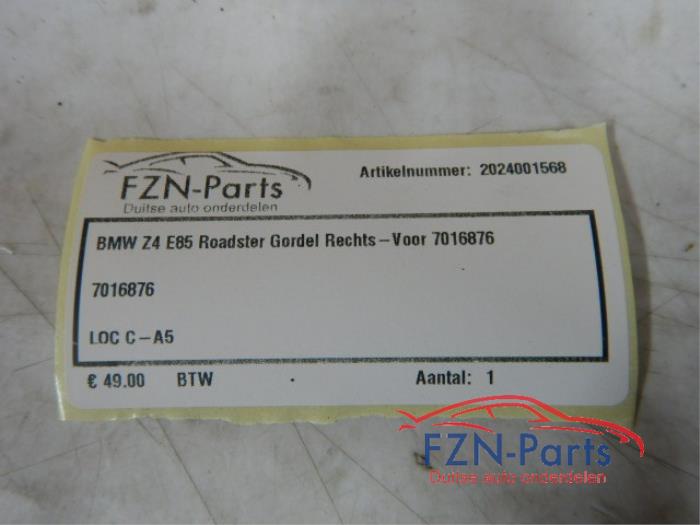 FZN-Parts
Duitse auto onderdelen
Artikelnummer: 2024001568
BMW Z4 E85 Roadster Gordel Rechts-Voor 7016876
7016876
LOC C-A5
€ 49.00 BTW
Aantal: 1
FZN-Parts
Duitse auto onderdelen